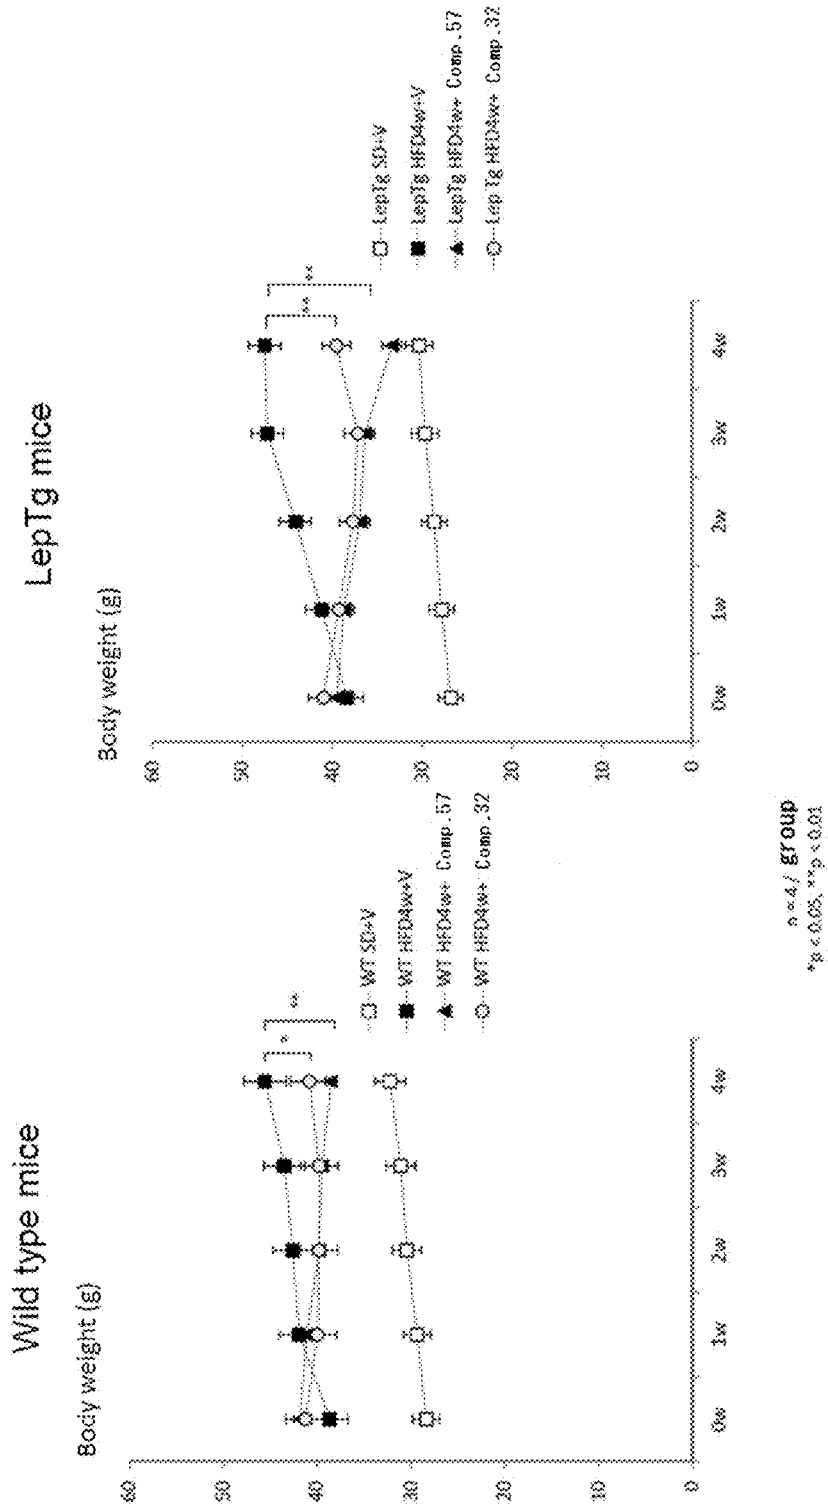 Wild type mice
Body weight (g)
60
50
40
30
20
10
0
0w
1w
2w
3w
4w
*
**
WT SD+V
WT HFD4w+V
WT HFD4w+ Comp.57
WT HFD4w+ Comp.32
LepTg mice
Body weight (g)
60
50
40
30
20
10
0
0w
1w
2w
3w
4w
**
**
LepTg SD+V
LepTg HFD4w+V
LepTg HFD4w+ Comp.57
Lep Tg HFD4w+ Comp.32
n = 4 / group
*p < 0.05, **p < 0.01